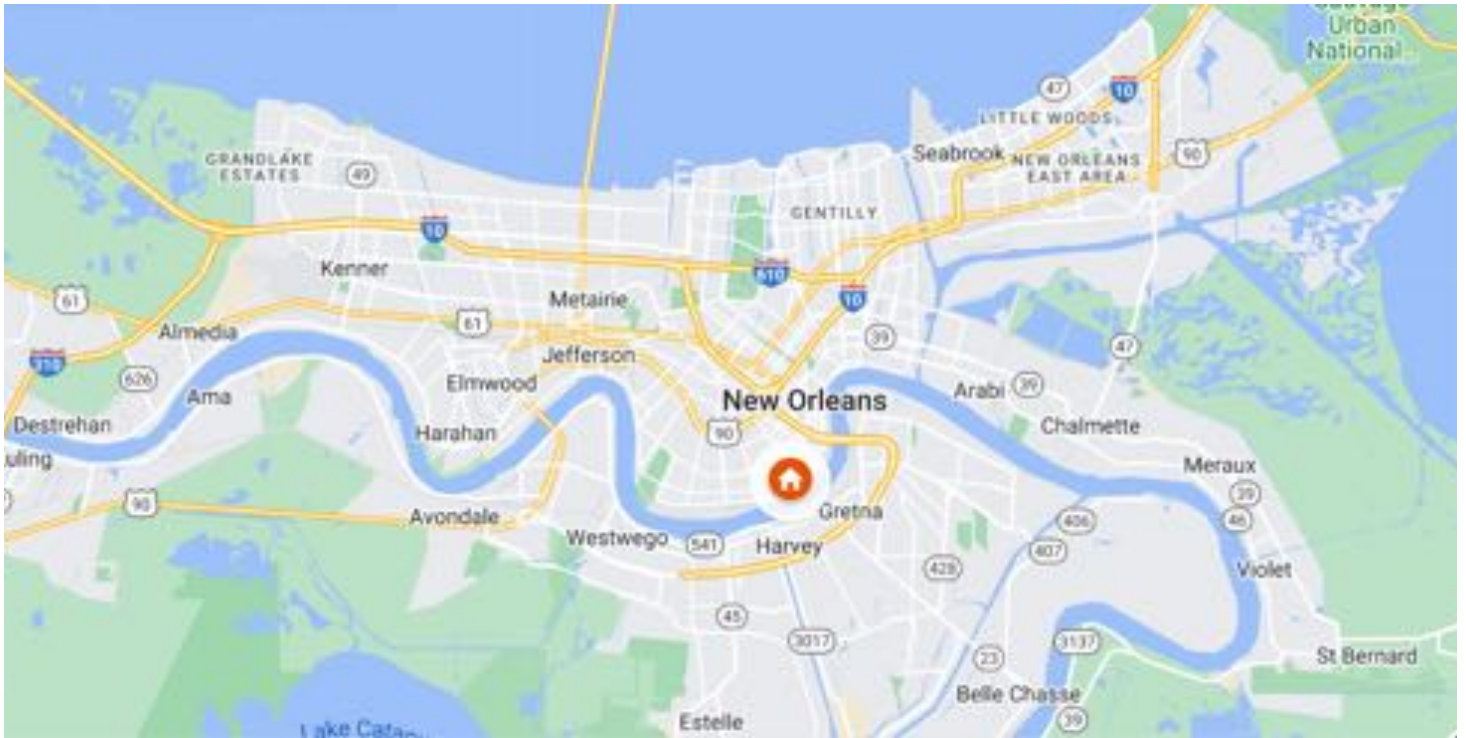 Urban
National...
47
10
LITTLE WOODS
GRANDLAKE
ESTATES
49
Seabrook
NEW ORLEANS
EAST AREA
90
GENTILLY
10
Kenner
610
61
Metairie
10
61
Almedia
39
47
Jefferson
310
626
Elmwood
Arabi
39
Ama
New Orleans
Destrehan
Harahan
90
Chalmette
uling
Meraux
90
39
Avondale
Gretna
406
46
Westwego
541
Harvey
407
428
Violet
45
3017
3137
23
St Bernard
Belle Chasse
Estelle
39
Lake Catao